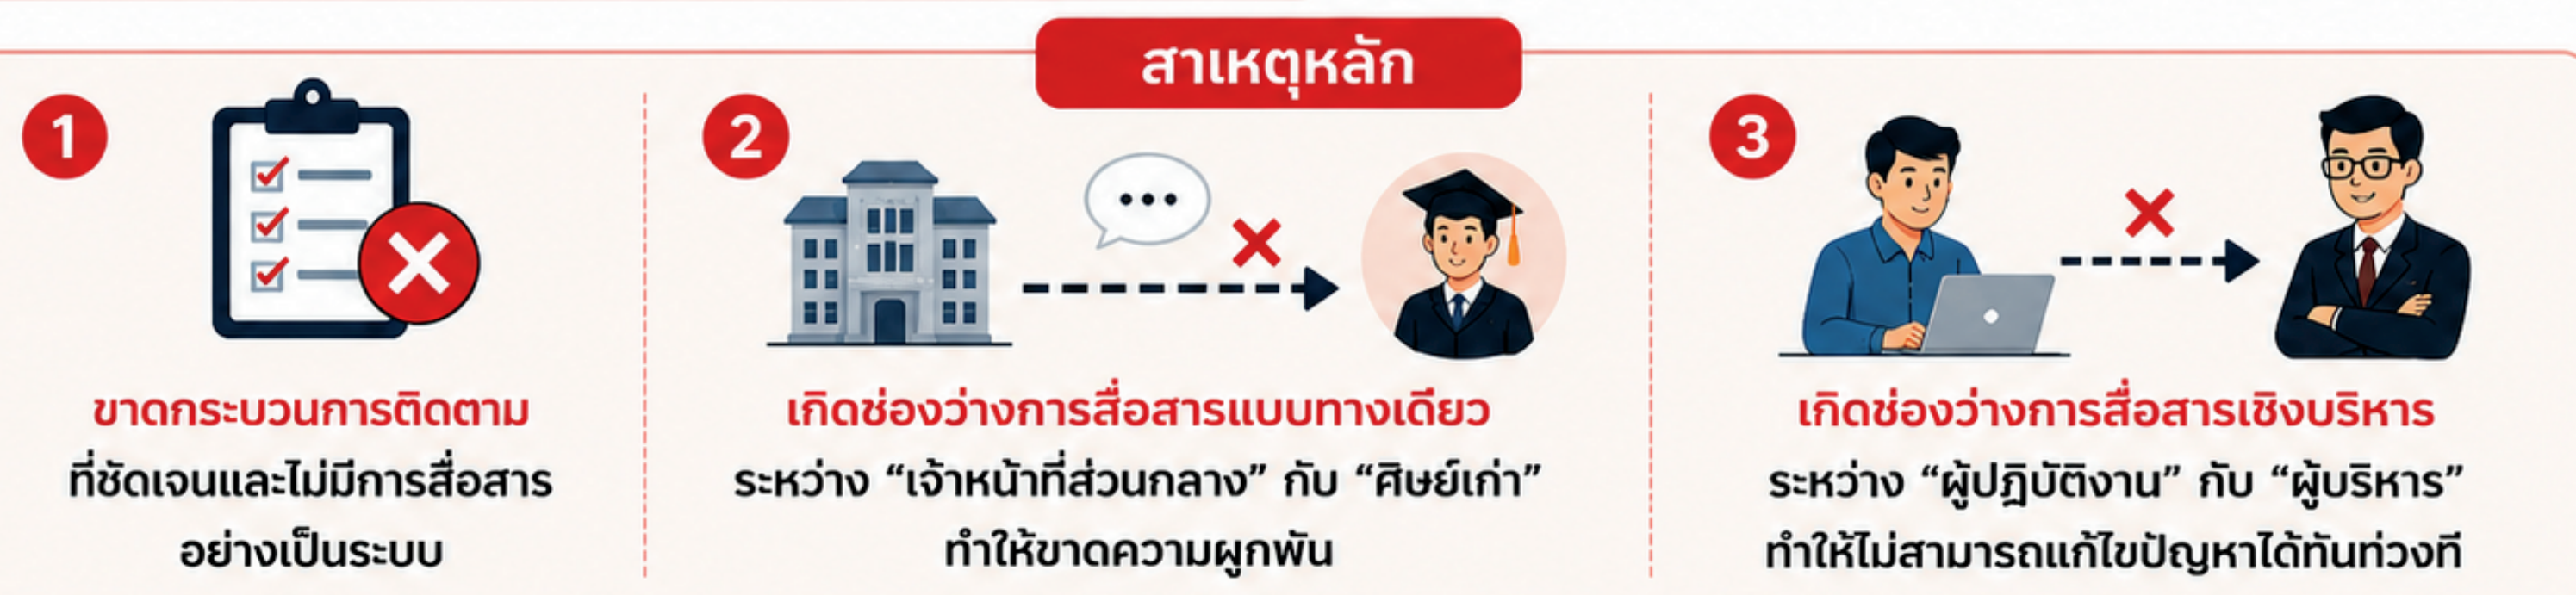 สาเหตุหลัก
1
ขาดกระบวนการติดตาม
ที่ชัดเจนและไม่มีการสื่อสาร
อย่างเป็นระบบ
2
เกิดช่องว่างการสื่อสารแบบทางเดียว
ระหว่าง “เจ้าหน้าที่ส่วนกลาง” กับ “ศิษย์เก่า”
ทำให้ขาดความผูกพัน
3
เกิดช่องว่างการสื่อสารเชิงบริหาร
ระหว่าง “ผู้ปฏิบัติงาน” กับ “ผู้บริหาร”
ทำให้ไม่สามารถแก้ไขปัญหาได้ทันท่วงที